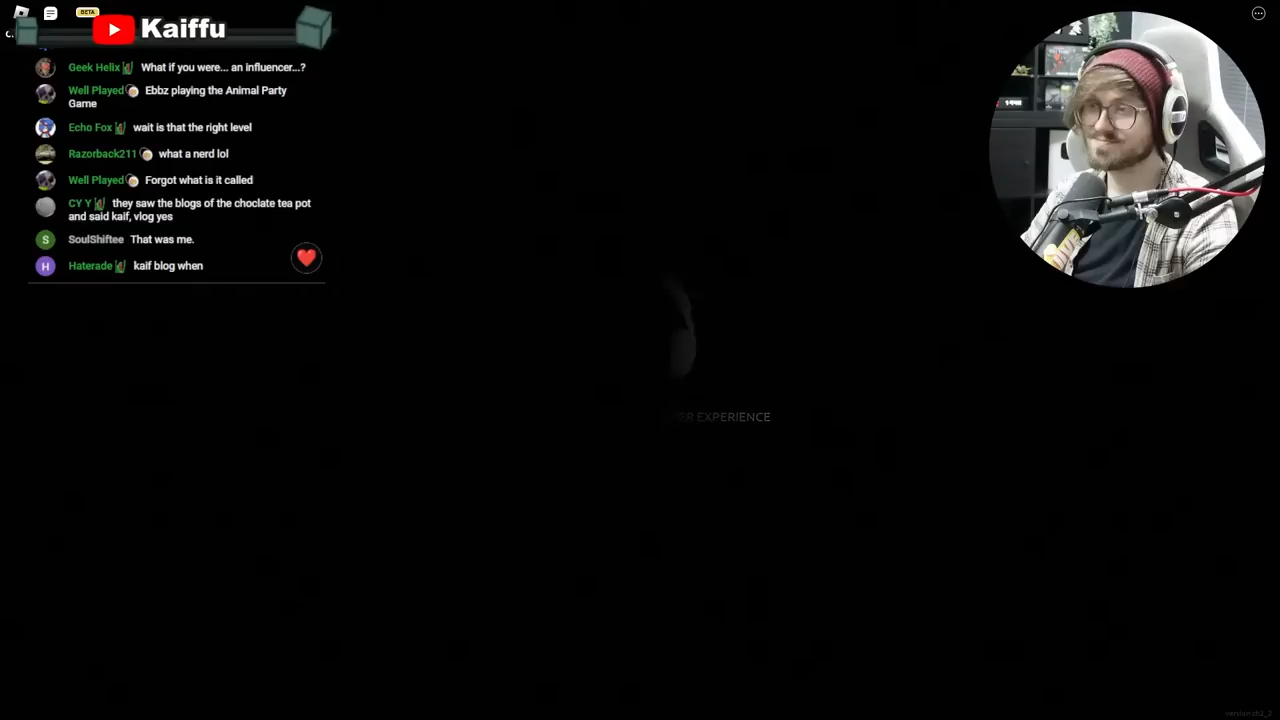 BETA
Kaiffu
Geek Helix What if you were... an influencer...?
Well Played Ebbz playing the Animal Party
Game
Echo Fox wait is that the right level
Razorback211 what a nerd lol
Well Played Forgot what is it called
CY Y they saw the blogs of the choclate tea pot
and said kaif, vlog yes
S SoulShiftee That was me.
H Haterade kaif blog when
EXPERIENCE